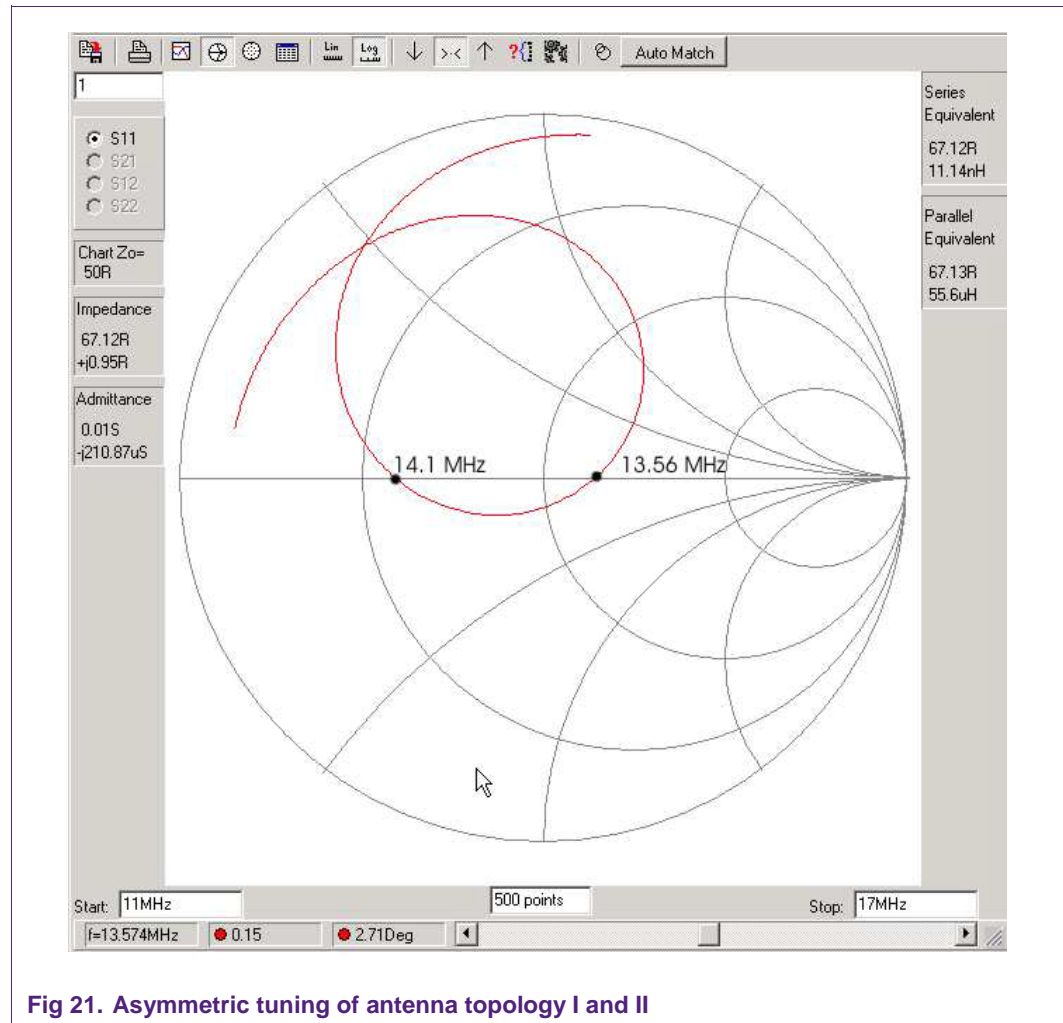 Lin
Log
Auto Match
1
S11
S21
S12
S22
Chart Zo=
50R
Impedance
67.12R
+j0.95R
Admittance
0.01S
-j210.87uS
14.1 MHz
13.56 MHz
Series
Equivalent
67.12R
11.14nH
Parallel
Equivalent
67.13R
55.6uH
Start: 11MHz
500 points
Stop: 17MHz
f=13.574MHz
0.15
2.71Deg
Fig 21. Asymmetric tuning of antenna topology I and II